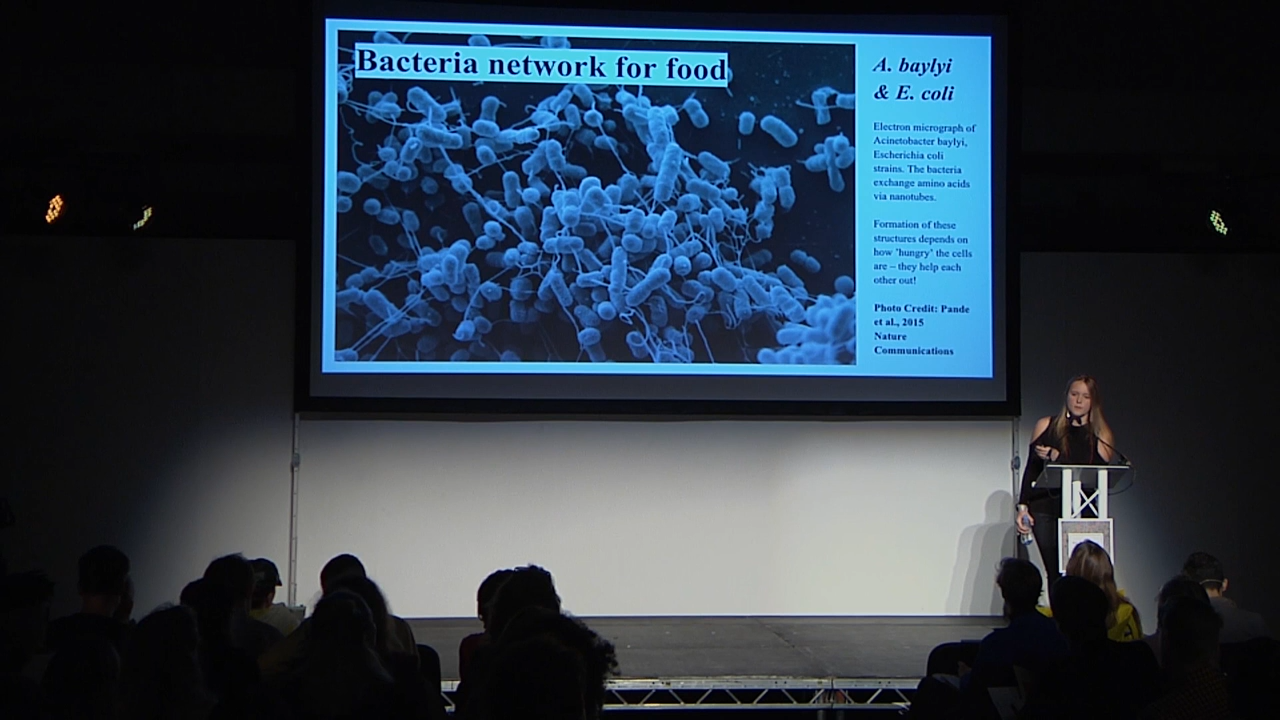 Bacteria network for food
A. baylyi
& E. coli
Electron micrograph of
Acinetobacter baylyi,
Escherichia coli
strains. The bacteria
exchange amino acids
via nanotubes.
Formation of these
structures depends on
how 'hungry' the cells
are – they help each
other out!
Photo Credit: Pande
et al., 2015
Nature
Communications